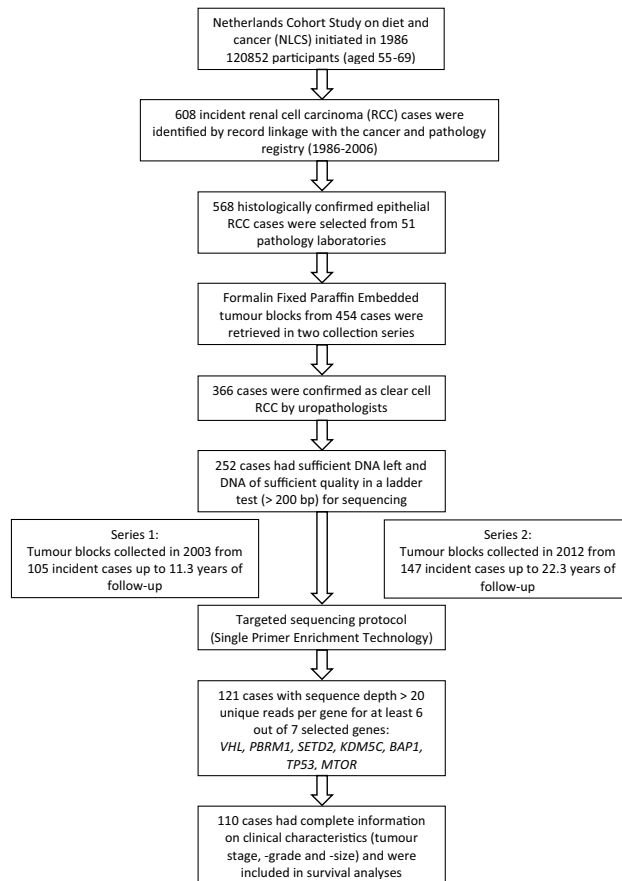 Netherlands Cohort Study on diet and
cancer (NLCS) initiated in 1986
120852 participants (aged 55-69)
608 incident renal cell carcinoma (RCC) cases were
identified by record linkage with the cancer and pathology
registry (1986-2006)
568 histologically confirmed epithelial
RCC cases were selected from 51
pathology laboratories
Formalin Fixed Paraffin Embedded
tumour blocks from 454 cases were
retrieved in two collection series
366 cases were confirmed as clear cell
RCC by uropathologists
252 cases had sufficient DNA left and
DNA of sufficient quality in a ladder
test (> 200 bp) for sequencing
Series 1:
Tumour blocks collected in 2003 from
105 incident cases up to 11.3 years of
follow-up
Series 2:
Tumour blocks collected in 2012 from
147 incident cases up to 22.3 years of
follow-up
Targeted sequencing protocol
(Single Primer Enrichment Technology)
121 cases with sequence depth > 20
unique reads per gene for at least 6
out of 7 selected genes:
VHL, PBRM1, SETD2, KDM5C, BAP1,
TP53, MTOR
110 cases had complete information
on clinical characteristics (tumour
stage, -grade and -size) and were
included in survival analyses